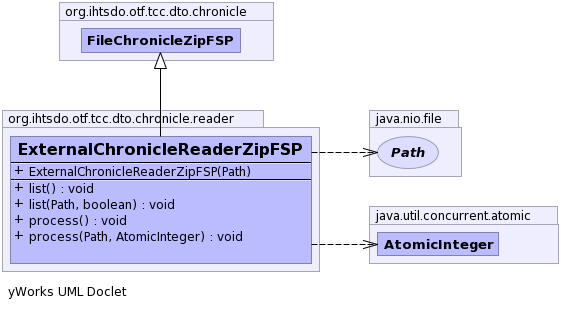 org.ihtsdo.otf.tcc.dto.chronicle
FileChronicleZipFSP
org.ihtsdo.otf.tcc.dto.chronicle.reader
ExternalChronicleReaderZipFSP
+ ExternalChronicleReaderZipFSP(Path)
+ list() : void
+ list(Path, boolean) : void
+ process() : void
+ process(Path, AtomicInteger) : void
java.nio.file
Path
java.util.concurrent.atomic
AtomicInteger
yWorks UML Doclet